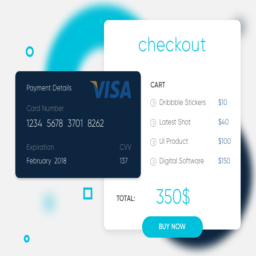 checkout
Payment Details
VISA
Card Number
1234 5678 3701 8262
Expiration
CVV
February 2018
137
CART
Dribbble Stickers $10
Latest Shot $40
UI Product $100
Digital Software $150
TOTAL: 350$
BUY NOW